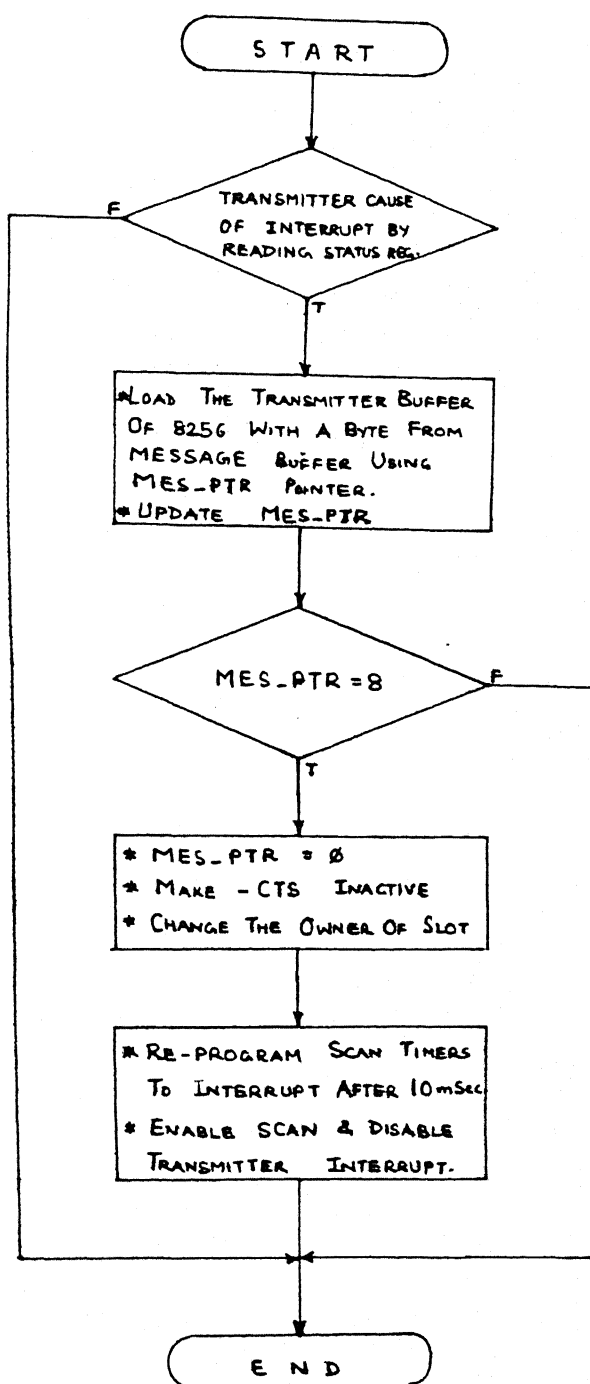 START
TRANSMITTER CAUSE
OF INTERRUPT BY
READING STATUS REG.
F
T
*LOAD THE TRANSMITTER BUFFER
OF 8256 WITH A BYTE FROM
MESSAGE BUFFER USING
MES_PTR POINTER.
*UPDATE MES_PTR
MES_PTR = 8
F
T
* MES_PTR = Ø
* MAKE -CTS INACTIVE
* CHANGE THE OWNER OF SLOT
* RE-PROGRAM SCAN TIMERS
TO INTERRUPT AFTER 10mSec.
* ENABLE SCAN & DISABLE
TRANSMITTER INTERRUPT.
END